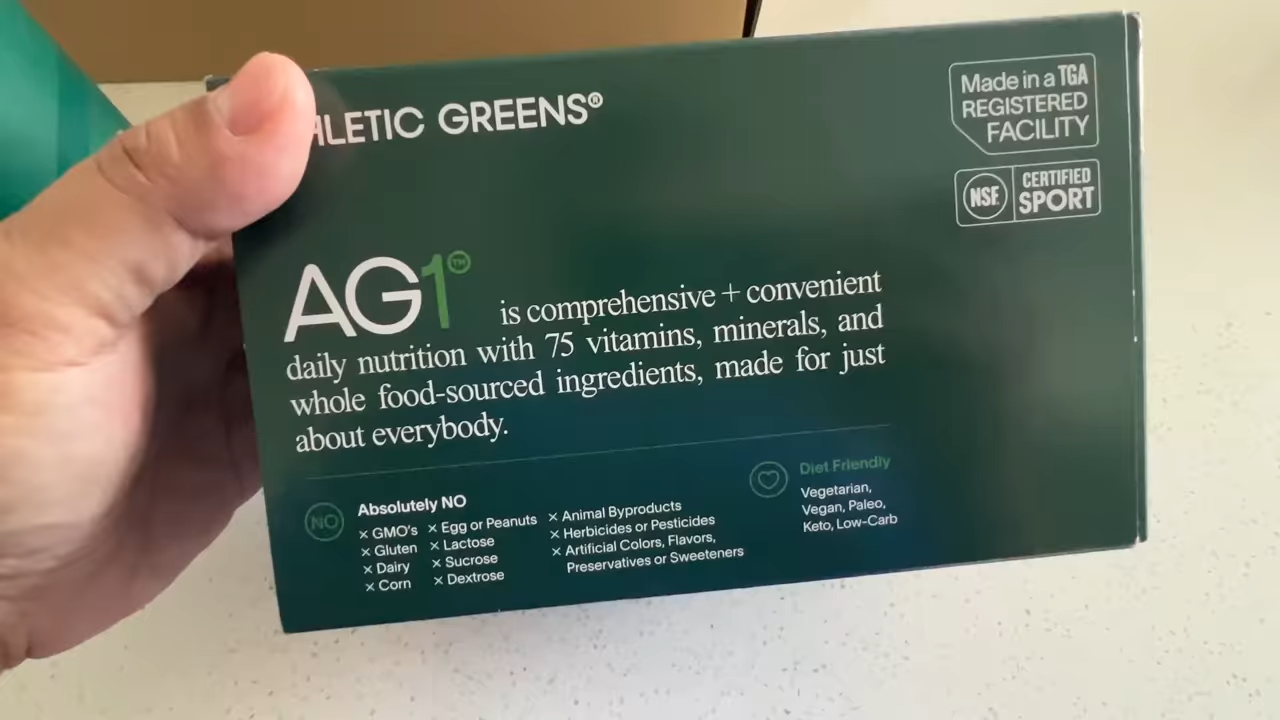 HLETIC GREENS®
Made in a TGA
REGISTERED
FACILITY
NSF. CERTIFIED
SPORT
AG1™ is comprehensive + convenient
daily nutrition with 75 vitamins, minerals, and
whole food-sourced ingredients, made for just
about everybody.
NO
Absolutely NO
× GMO's
× Gluten
× Dairy
× Corn
× Egg or Peanuts
× Lactose
× Sucrose
× Dextrose
× Animal Byproducts
× Herbicides or Pesticides
× Artificial Colors, Flavors,
Preservatives or Sweeteners
Diet Friendly
Vegetarian,
Vegan, Paleo,
Keto, Low-Carb